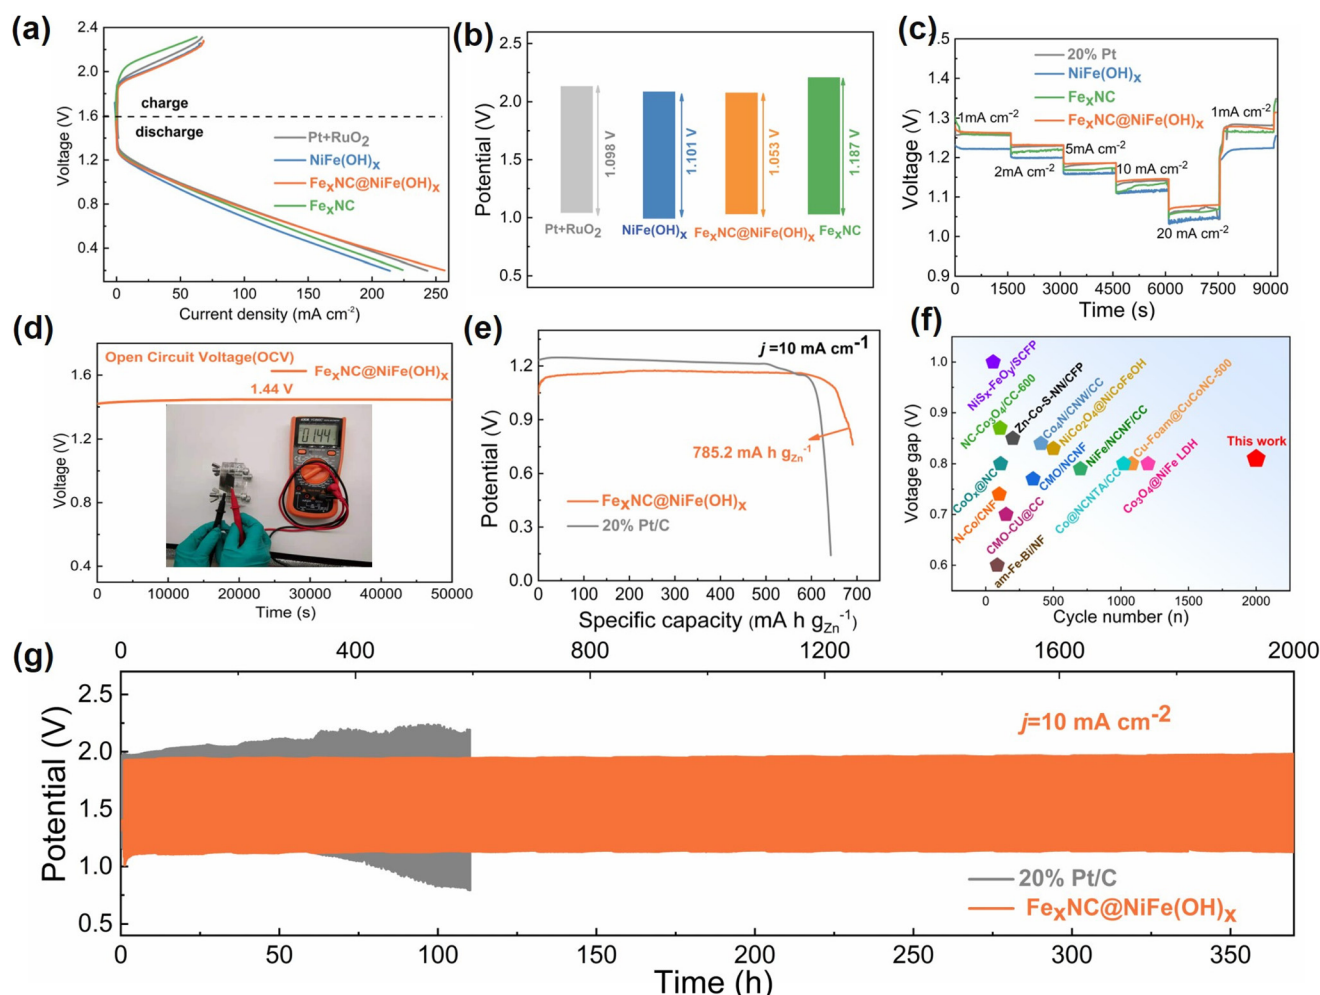 (a)
2.4
2.0
1.6
1.2
0.8
0.4
Voltage (V)
charge
discharge
Pt+RuO₂
NiFe(OH)ₓ
FeₓNC@NiFe(OH)ₓ
FeₓNC
0 50 100 150 200 250
Current density (mA cm⁻²)
(b)
2.5
2.0
1.5
1.0
0.5
0.0
Potential (V)
1.098 V
1.101 V
1.053 V
1.187 V
Pt+RuO₂
NiFe(OH)ₓ
FeₓNC@NiFe(OH)ₓ
FeₓNC
(c)
1.5
1.4
1.3
1.2
1.1
1.0
0.9
Voltage (V)
20% Pt
NiFe(OH)ₓ
FeₓNC
FeₓNC@NiFe(OH)ₓ
1mA cm⁻²
1mA cm⁻²
5mA cm⁻²
2mA cm⁻²
10 mA cm⁻²
20 mA cm⁻²
0 1500 3000 4500 6000 7500 9000
Time (s)
(d)
1.6
1.2
0.8
0.4
Voltage (V)
Open Circuit Voltage(OCV)
FeₓNC@NiFe(OH)ₓ
1.44 V
0 10000 20000 30000 40000 50000
Time (s)
(e)
1.5
1.2
0.9
0.6
0.3
0.0
Potential (V)
j =10 mA cm⁻¹
785.2 mA h g_Zn⁻¹
FeₓNC@NiFe(OH)ₓ
20% Pt/C
0 100 200 300 400 500 600 700
Specific capacity (mA h g_Zn⁻¹)
(f)
1.0
0.9
0.8
0.7
0.6
Votage gap (V)
NiSₓ-FeOᵧ/SCFP
NC-Co₃O₄/CC-600
Zn-Co-S-NN/CFP
Co₄N/CNW/CC
NiCo₂O₄@NiCoFeOH
NiFe/NCNF/CC
Cu-Foam@CuCoNC-500
This work
CoOₓ@NC
N-Co/CNF
CMO-CU@CC
CMO/NCNF
Co@NCNTA/CC
Co₃O₄@NiFe LDH
am-Fe-Bi/NF
0 500 1000 1500 2000
Cycle number (n)
(g)
0 400 800 1200 1600 2000
2.5
2.0
1.5
1.0
0.5
Potential (V)
j=10 mA cm⁻²
20% Pt/C
FeₓNC@NiFe(OH)ₓ
0 50 100 150 200 250 300 350
Time (h)